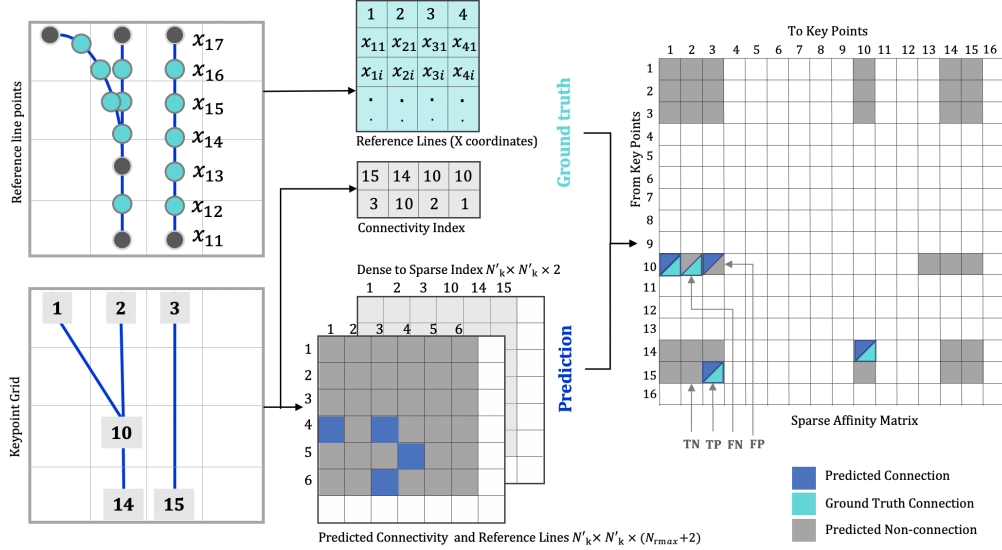 Reference line points
x17
x16
x15
x14
x13
x12
x11
1 2 3 4
x11 x21 x31 x41
x1i x2i x3i x4i
. . . .
. . . .
Reference Lines (X coordinates)
15 14 10 10
3 10 2 1
Connectivity Index
Ground truth
Keypoint Grid
1 2 3
10
14 15
Dense to Sparse Index N'k× N'k × 2
1 2 3 10 14 15
1 2 3 4 5 6
1
2
3
4
5
6
Predicted Connectivity and Reference Lines N'k× N'k × (Nrmax+2)
Prediction
To Key Points
1 2 3 4 5 6 7 8 9 10 11 12 13 14 15 16
From Key Points
1
2
3
4
5
6
7
8
9
10
11
12
13
14
15
16
Sparse Affinity Matrix
TN TP FN FP
Predicted Connection
Ground Truth Connection
Predicted Non-connection